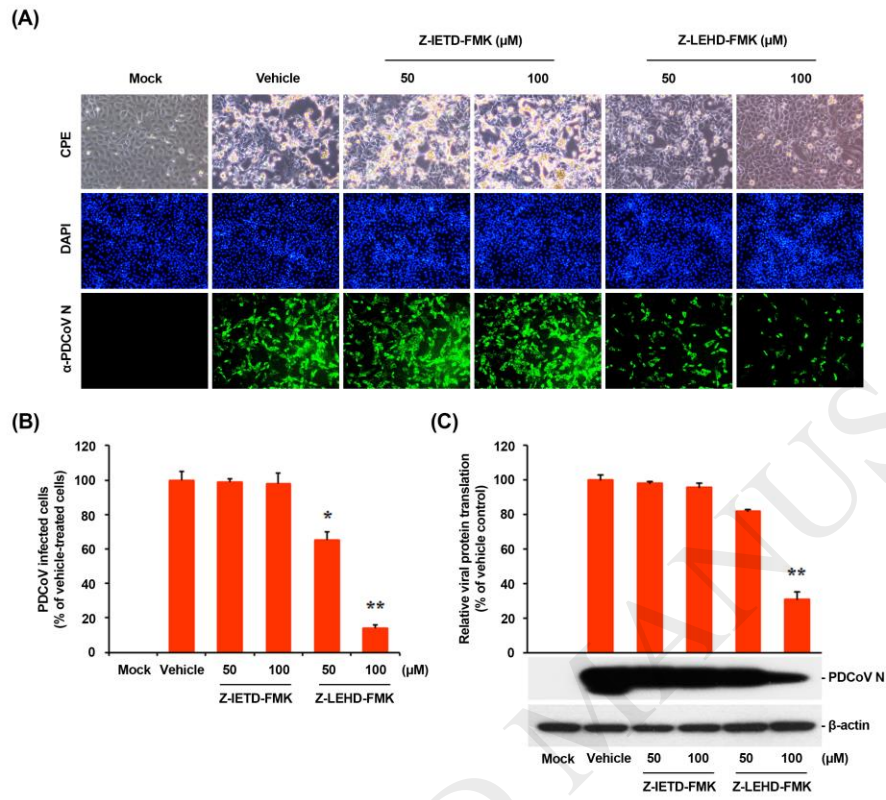 (A)
Z-IETD-FMK (μM) Z-LEHD-FMK (μM)
Mock Vehicle 50 100 50 100
CPE
DAPI
α-PDCoV N
(B)
PDCoV infected cells
(% of vehicle-treated cells)
120
100
80
60
40
20
0
*
**
Mock Vehicle 50 100 50 100 (μM)
Z-IETD-FMK Z-LEHD-FMK
(C)
Relative viral protein translation
(% of vehicle control)
120
100
80
60
40
20
0
**
- PDCoV N
- β-actin
Mock Vehicle 50 100 50 100 (μM)
Z-IETD-FMK Z-LEHD-FMK
MANUS